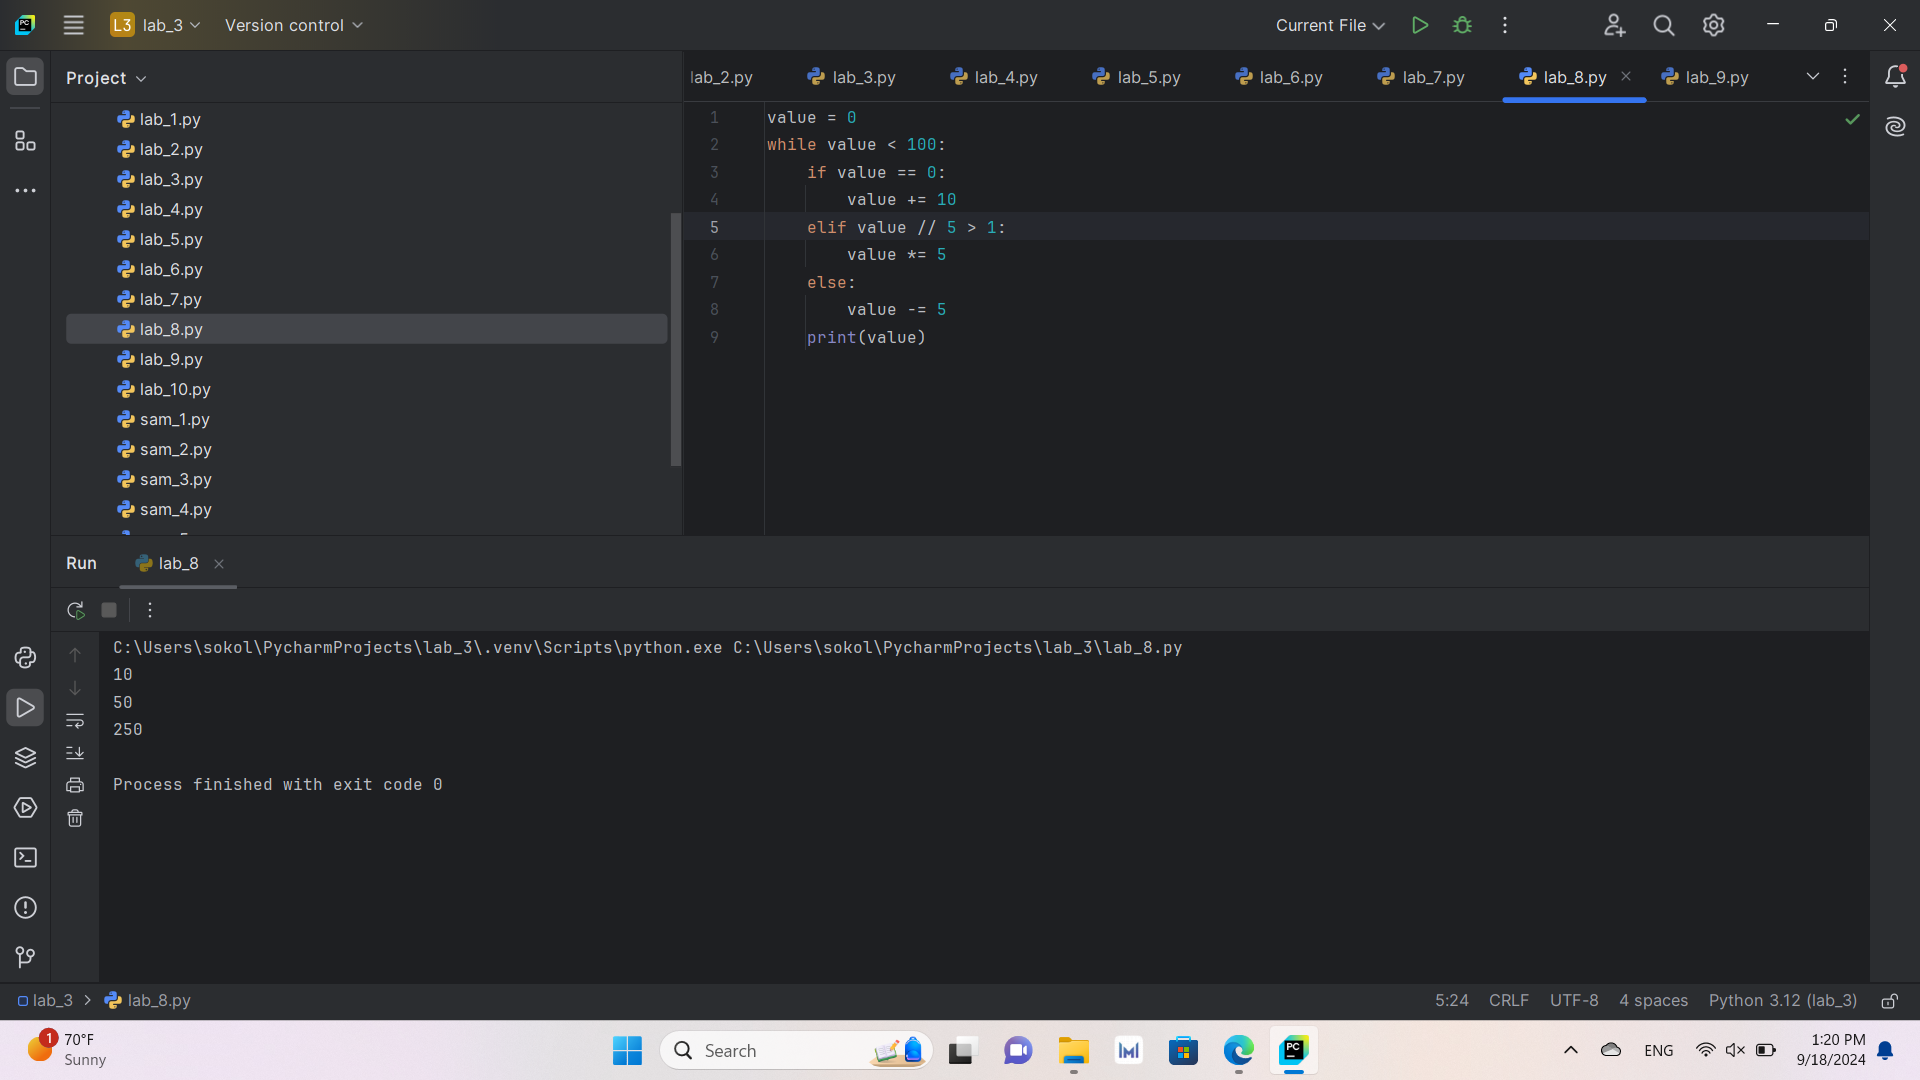 PC L3 lab_3 Version control Current File
Project
lab_2.py lab_3.py lab_4.py lab_5.py lab_6.py lab_7.py lab_8.py lab_9.py
lab_1.py
lab_2.py
lab_3.py
lab_4.py
lab_5.py
lab_6.py
lab_7.py
lab_8.py
lab_9.py
lab_10.py
sam_1.py
sam_2.py
sam_3.py
sam_4.py
1 value = 0
2 while value < 100:
3     if value == 0:
4         value += 10
5     elif value // 5 > 1:
6         value *= 5
7     else:
8         value -= 5
9     print(value)
Run lab_8
C:\Users\sokol\PycharmProjects\lab_3\.venv\Scripts\python.exe C:\Users\sokol\PycharmProjects\lab_3\lab_8.py
10
50
250
Process finished with exit code 0
lab_3 > lab_8.py 5:24 CRLF UTF-8 4 spaces Python 3.12 (lab_3)
1 70°F
Sunny
Search
PC
ENG
1:20 PM
9/18/2024